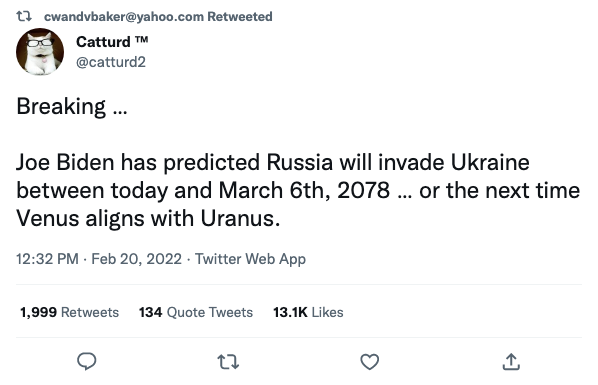 cwandvbaker@yahoo.com Retweeted
Catturd ™
@catturd2
Breaking ...
Joe Biden has predicted Russia will invade Ukraine
between today and March 6th, 2078 ... or the next time
Venus aligns with Uranus.
12:32 PM · Feb 20, 2022 · Twitter Web App
1,999 Retweets 134 Quote Tweets 13.1K Likes